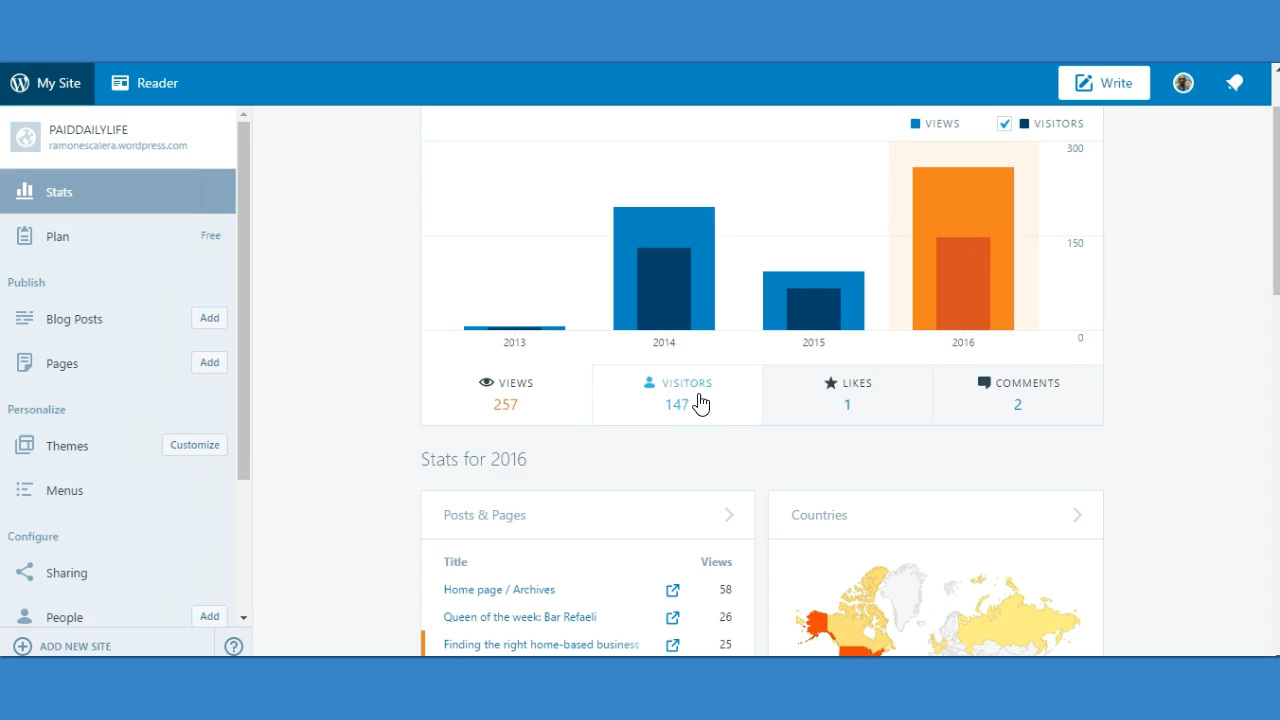 My Site
Reader
Write
PAIDDAILYLIFE
ramonescalera.wordpress.com
Stats
Plan
Free
Publish
Blog Posts
Add
Pages
Add
Personalize
Themes
Customize
Menus
Configure
Sharing
People
Add
ADD NEW SITE
VIEWS
VISITORS
300
150
0
2013
2014
2015
2016
VIEWS
257
VISITORS
147
LIKES
1
COMMENTS
2
Stats for 2016
Posts & Pages
Title
Views
Home page / Archives
58
Queen of the week: Bar Refaeli
26
Finding the right home-based business
25
Countries